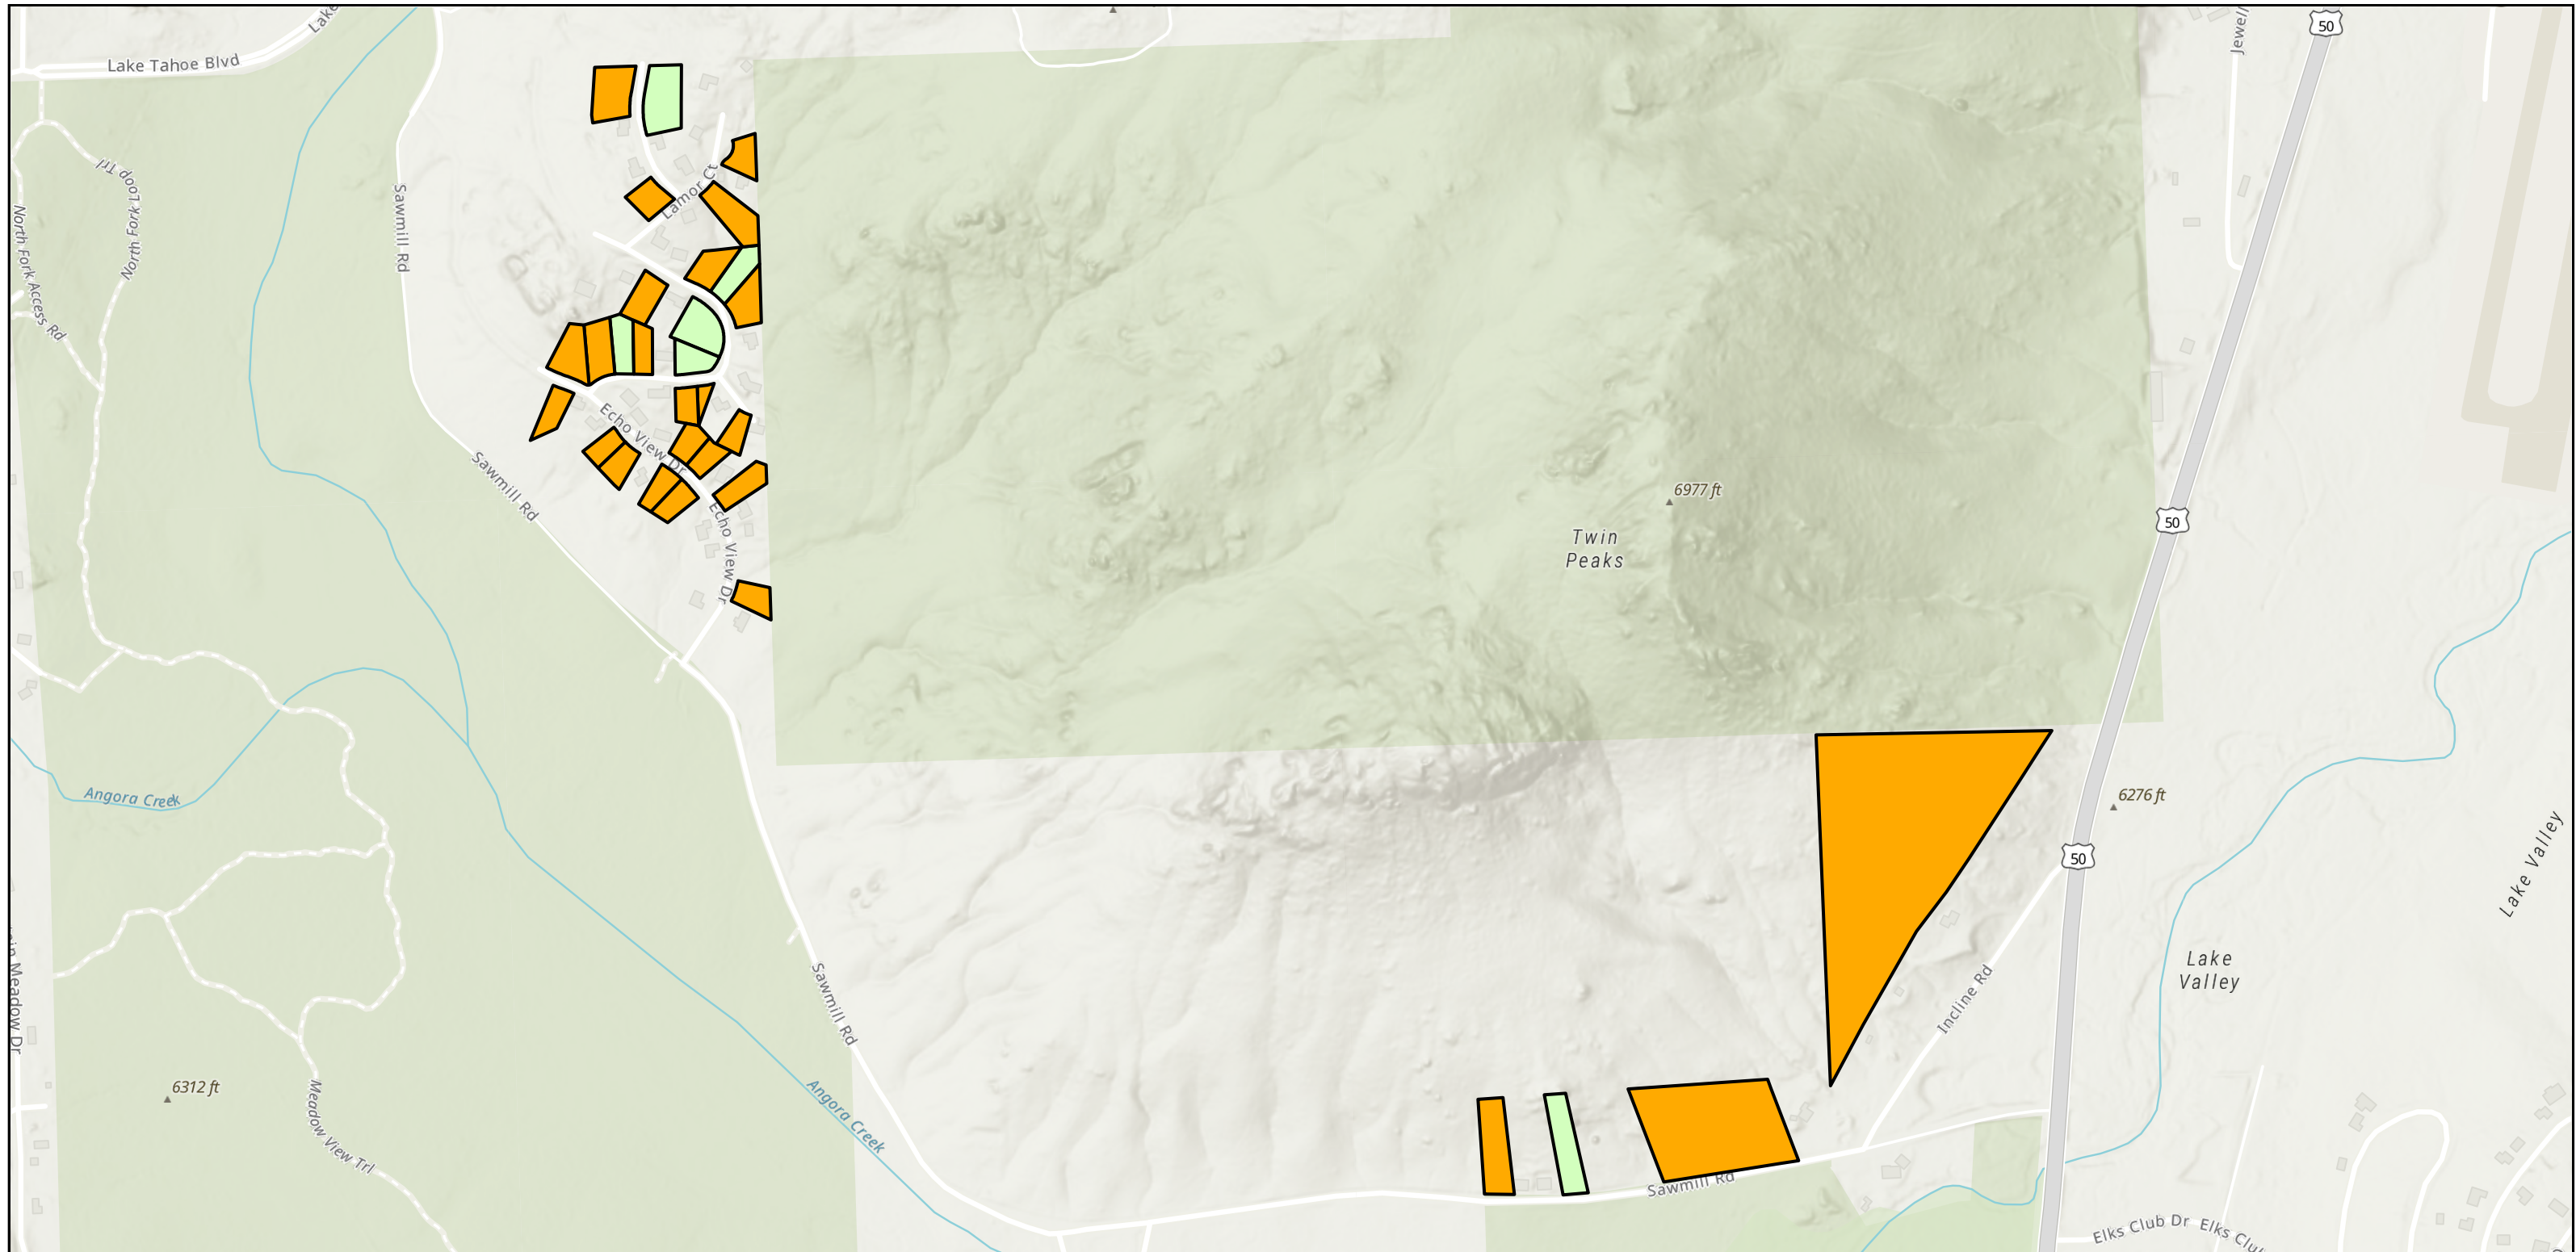 Lake
Lake Tahoe Blvd
Jewell
50
North Fork Loop Trl
North Fork Access Rd
Sawmill Rd
Lamor Ct
Echo View Dr
Sawmill Rd
Echo View Dr
6977 ft
Twin
Peaks
50
Angora Creek
6276 ft
50
Lake Valley
Lake
Valley
Meadow Dr
Sawmill Rd
Incline Rd
6312 ft
Meadow View Trl
Angora Creek
Sawmill Rd
Elks Club Dr
Elks Clu